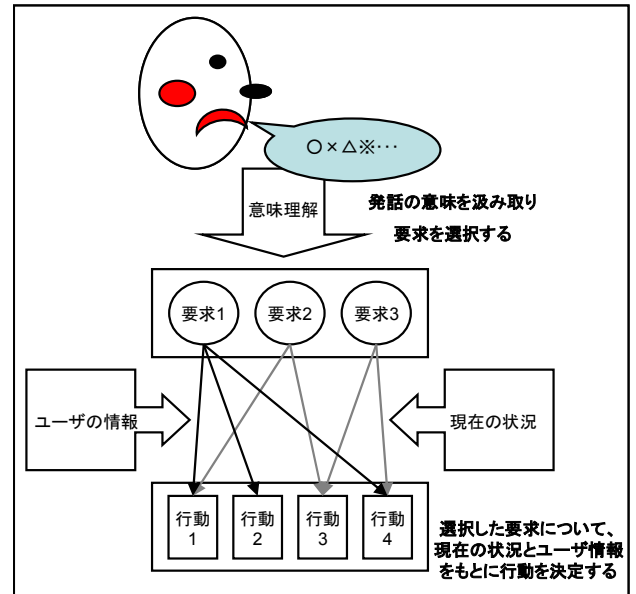 〇×△※･･･
意味理解
発話の意味を汲み取り
要求を選択する
要求1
要求2
要求3
ユーザの情報
現在の状況
行動
1
行動
2
行動
3
行動
4
選択した要求について、
現在の状況とユーザ情報
をもとに行動を決定する